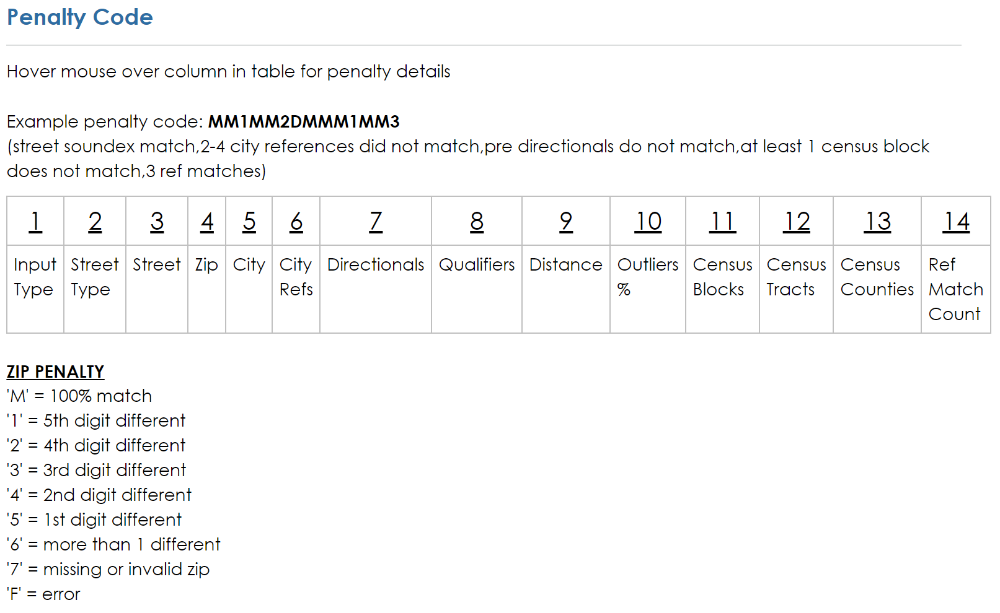 Penalty Code
Hover mouse over column in table for penalty details
Example penalty code: MM1MM2DMMM1MM3
(street soundex match,2-4 city references did not match,pre directionals do not match,at least 1 census block
does not match,3 ref matches)
1 2 3 4 5 6 7 8 9 10 11 12 13 14
Input Street Street Zip City City Directionals Qualifiers Distance Outliers Census Census Census Ref
Type Type Refs % Blocks Tracts Counties Match
Count
ZIP PENALTY
'M' = 100% match
'1' = 5th digit different
'2' = 4th digit different
'3' = 3rd digit different
'4' = 2nd digit different
'5' = 1st digit different
'6' = more than 1 different
'7' = missing or invalid zip
'F' = error